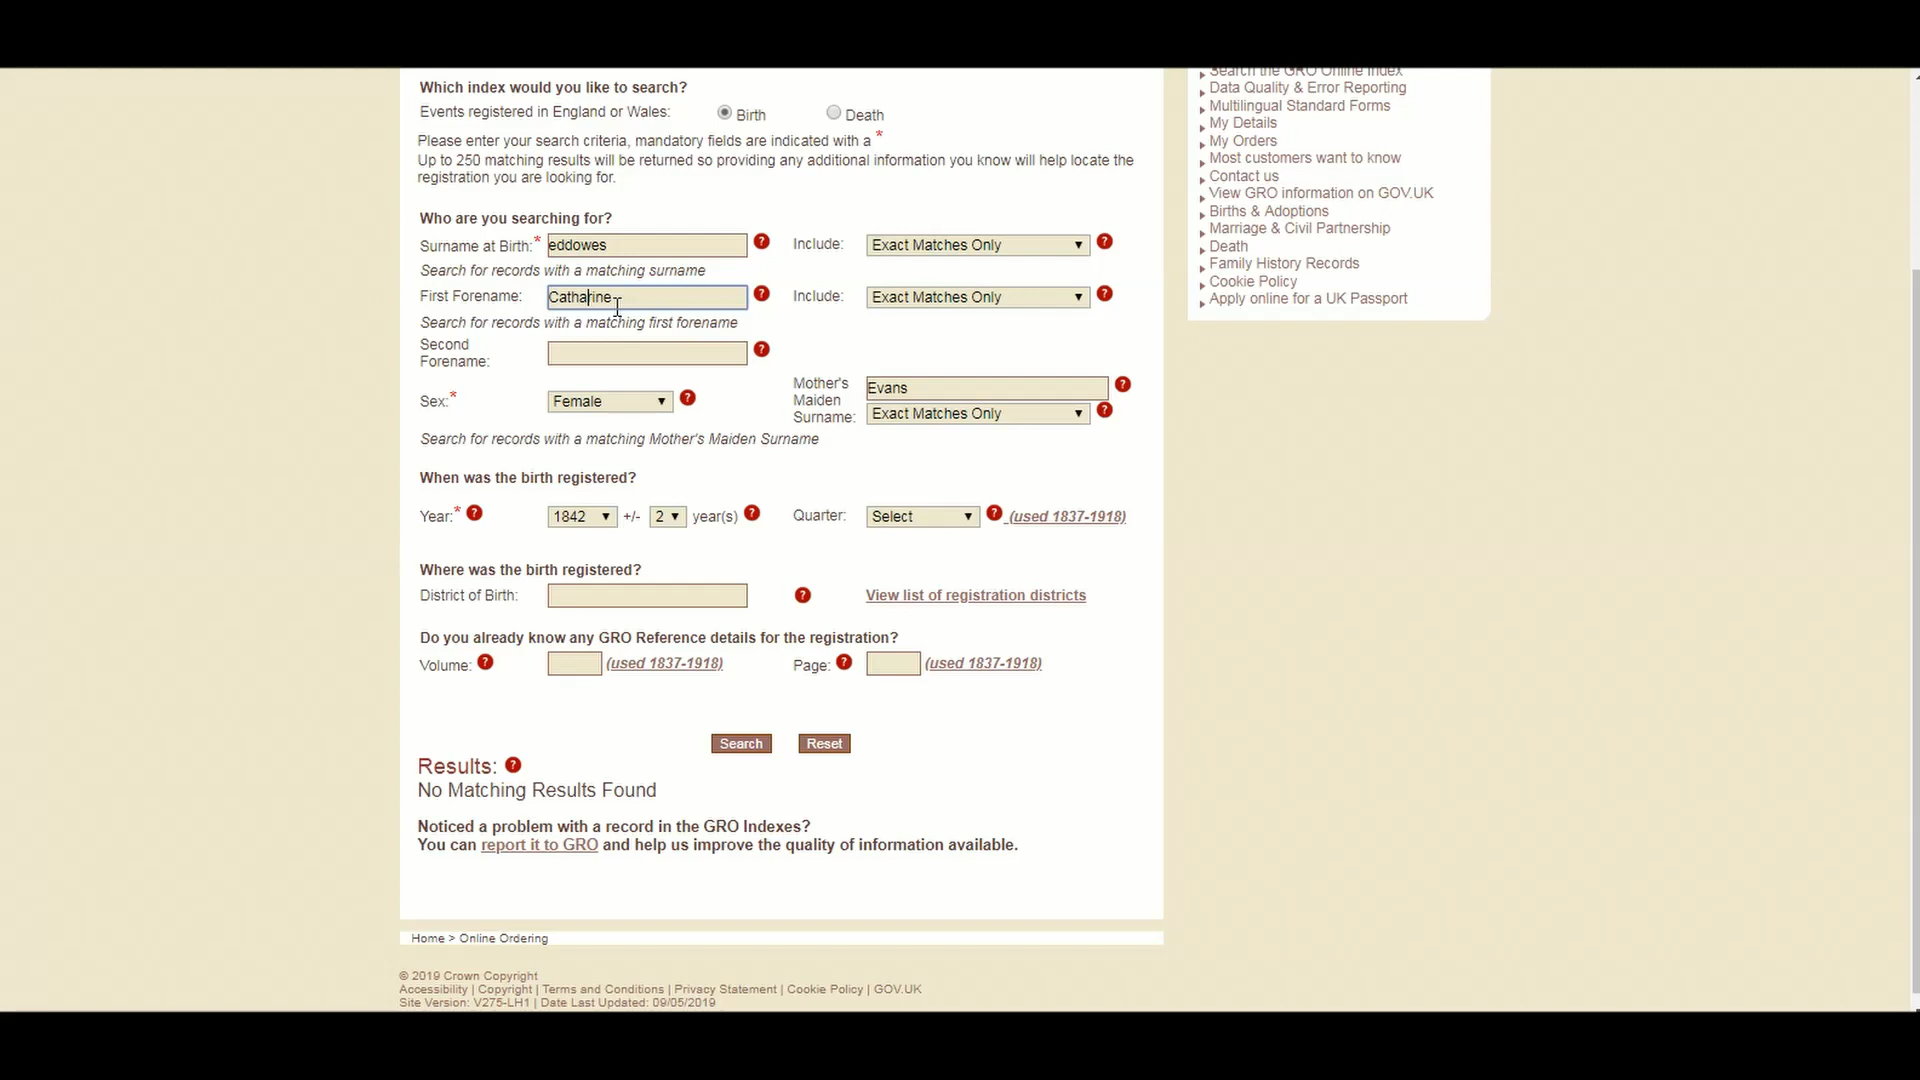 Which index would you like to search?
Events registered in England or Wales: Birth Death
Please enter your search criteria, mandatory fields are indicated with a *
Up to 250 matching results will be returned so providing any additional information you know will help locate the
registration you are looking for.
Who are you searching for?
Surname at Birth:* eddowes ? Include: Exact Matches Only ▼ ?
Search for records with a matching surname
First Forename: Catharine ? Include: Exact Matches Only ▼ ?
Search for records with a matching first forename
Second
Forename: ?
Sex:* Female ▼ ?
Mother's
Maiden
Surname:
Evans ?
Exact Matches Only ▼ ?
Search for records with a matching Mother's Maiden Surname
When was the birth registered?
Year:* ? 1842 ▼ +/- 2 ▼ year(s) ? Quarter: Select ▼ ? (used 1837-1918)
Where was the birth registered?
District of Birth: ? View list of registration districts
Do you already know any GRO Reference details for the registration?
Volume: ? (used 1837-1918) Page: ? (used 1837-1918)
Search Reset
Results: ?
No Matching Results Found
Noticed a problem with a record in the GRO Indexes?
You can report it to GRO and help us improve the quality of information available.
Home > Online Ordering
© 2019 Crown Copyright
Accessibility | Copyright | Terms and Conditions | Privacy Statement | Cookie Policy | GOV.UK
Site Version: V275-LH1 | Date Last Updated: 09/05/2019
Search the GRO Online Index
Data Quality & Error Reporting
Multilingual Standard Forms
My Details
My Orders
Most customers want to know
Contact us
View GRO information on GOV.UK
Births & Adoptions
Marriage & Civil Partnership
Death
Family History Records
Cookie Policy
Apply online for a UK Passport